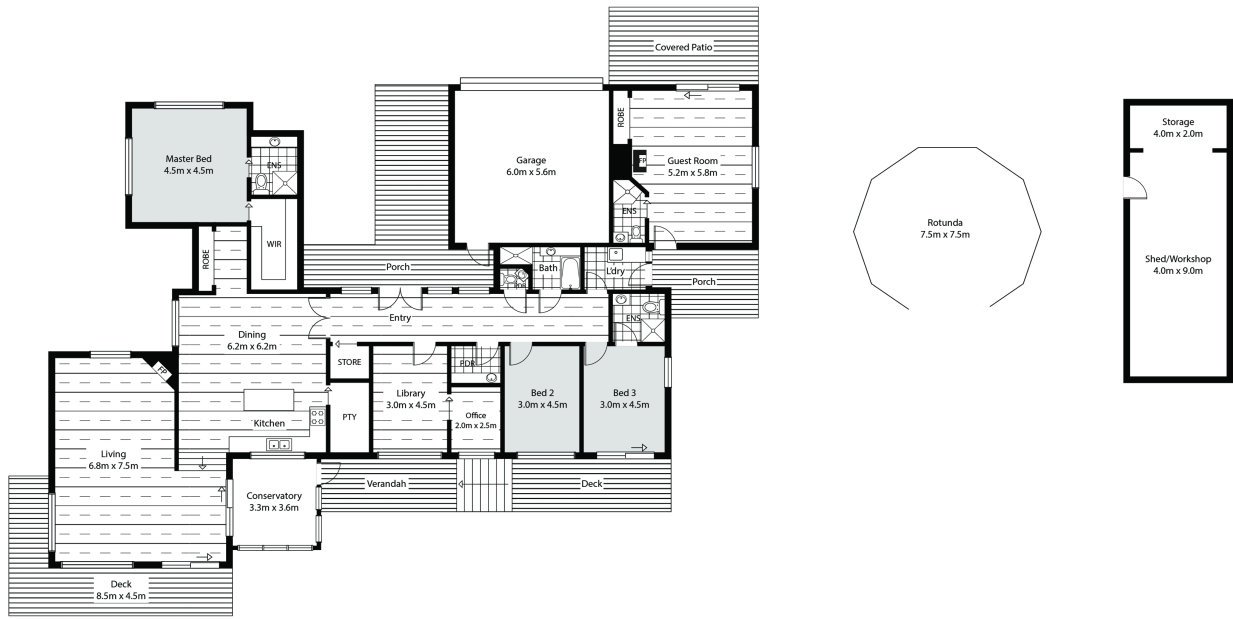 Covered Patio
ROBE
Master Bed
4.5m x 4.5m
ENS
Garage
6.0m x 5.6m
FP
Guest Room
5.2m x 5.8m
Storage
4.0m x 2.0m
ENS
Rotunda
7.5m x 7.5m
WIR
ROBE
Porch
Bath
L'dry
Porch
Shed/Workshop
4.0m x 9.0m
Entry
ENS
Dining
6.2m x 6.2m
STORE
PDR
FP
Library
3.0m x 4.5m
Bed 2
3.0m x 4.5m
Bed 3
3.0m x 4.5m
Office
2.0m x 2.5m
PTY
Kitchen
Living
6.8m x 7.5m
Conservatory
3.3m x 3.6m
Verandah
Deck
Deck
8.5m x 4.5m